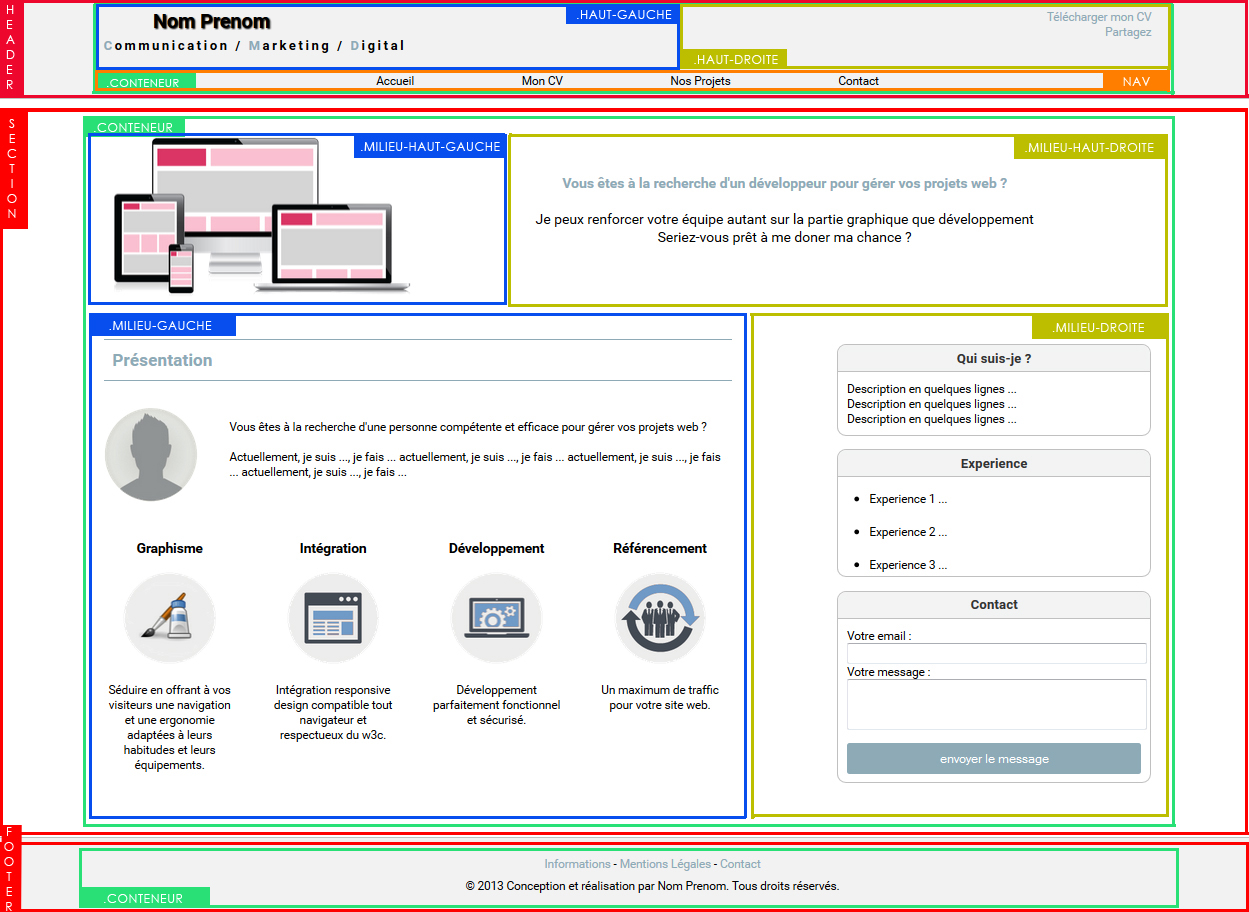 HEADER
Nom Prenom
.HAUT-GAUCHE
Communication / Marketing / Digital
Télécharger mon CV
Partagez
.HAUT-DROITE
.CONTENEUR
Accueil
Mon CV
Nos Projets
Contact
NAV
SECTION
.CONTENEUR
.MILIEU-HAUT-GAUCHE
.MILIEU-HAUT-DROITE
Vous êtes à la recherche d'un développeur pour gérer vos projets web ?
Je peux renforcer votre équipe autant sur la partie graphique que développement
Seriez-vous prêt à me doner ma chance ?
.MILIEU-GAUCHE
Présentation
Vous êtes à la recherche d'une personne compétente et efficace pour gérer vos projets web ?
Actuellement, je suis ..., je fais ... actuellement, je suis ..., je fais ... actuellement, je suis ..., je fais
... actuellement, je suis ..., je fais ...
Graphisme
Séduire en offrant à vos
visiteurs une navigation
et une ergonomie
adaptées à leurs
habitudes et leurs
équipements.
Intégration
Intégration responsive
design compatible tout
navigateur et
respectueux du w3c.
Développement
Développement
parfaitement fonctionnel
et sécurisé.
Référencement
Un maximum de traffic
pour votre site web.
.MILIEU-DROITE
Qui suis-je ?
Description en quelques lignes ...
Description en quelques lignes ...
Description en quelques lignes ...
Experience
• Experience 1 ...
• Experience 2 ...
• Experience 3 ...
Contact
Votre email :
Votre message :
envoyer le message
FOOTER
Informations - Mentions Légales - Contact
© 2013 Conception et réalisation par Nom Prenom. Tous droits réservés.
.CONTENEUR